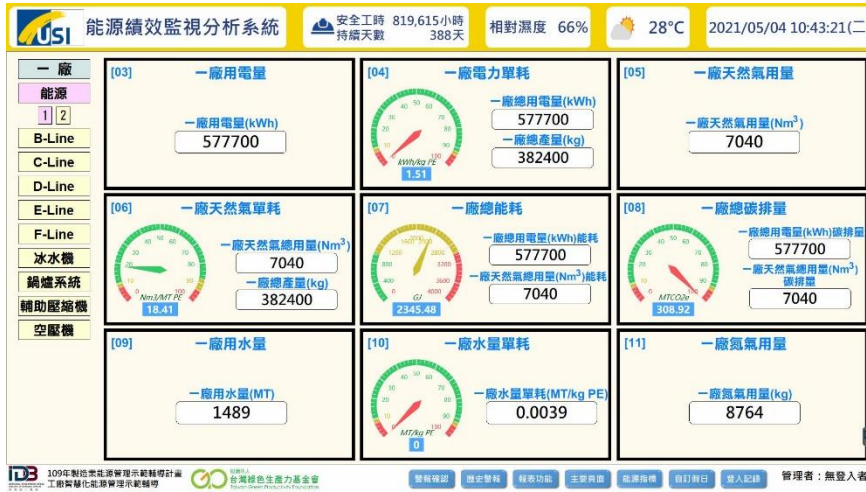 USI 能源績效監視分析系統
安全工時 819,615小時
持續天數 388天
相對濕度 66%
28°C
2021/05/04 10:43:21(二
一 廠
能源
1 2
B-Line
C-Line
D-Line
E-Line
F-Line
冰水機
鍋爐系統
輔助壓縮機
空壓機
[03] 一廠用電量
一廠用電量(kWh)
577700
[04] 一廠電力單耗
kWh/kg PE
1.51
一廠總用電量(kWh)
577700
一廠總產量(kg)
382400
[05] 一廠天然氣用量
一廠天然氣用量(Nm³)
7040
[06] 一廠天然氣單耗
Nm3/MT PE
18.41
一廠天然氣總用量(Nm³)
7040
一廠總產量(kg)
382400
[07] 一廠總能耗
GJ
2345.48
一廠總用電量(kWh)能耗
577700
一廠天然氣總用量(Nm³)能耗
7040
[08] 一廠總碳排量
MTCO2e
308.92
一廠總用電量(kWh)碳排量
577700
一廠天然氣總用量(Nm³)
碳排量
7040
[09] 一廠用水量
一廠用水量(MT)
1489
[10] 一廠水量單耗
MT/kg PE
0
一廠水量單耗(MT/kg PE)
0.0039
[11] 一廠氮氣用量
一廠氮氣用量(kg)
8764
IDB 109年製造業能源管理示範輔導計畫
工廠智慧化能源管理示範輔導
財團法人
台灣綠色生產力基金會
Taiwan Green Productivity Foundation
警報確認 歷史警報 報表功能 主要頁面 能源指標 自訂假日 登入記錄
管理者：無登入者